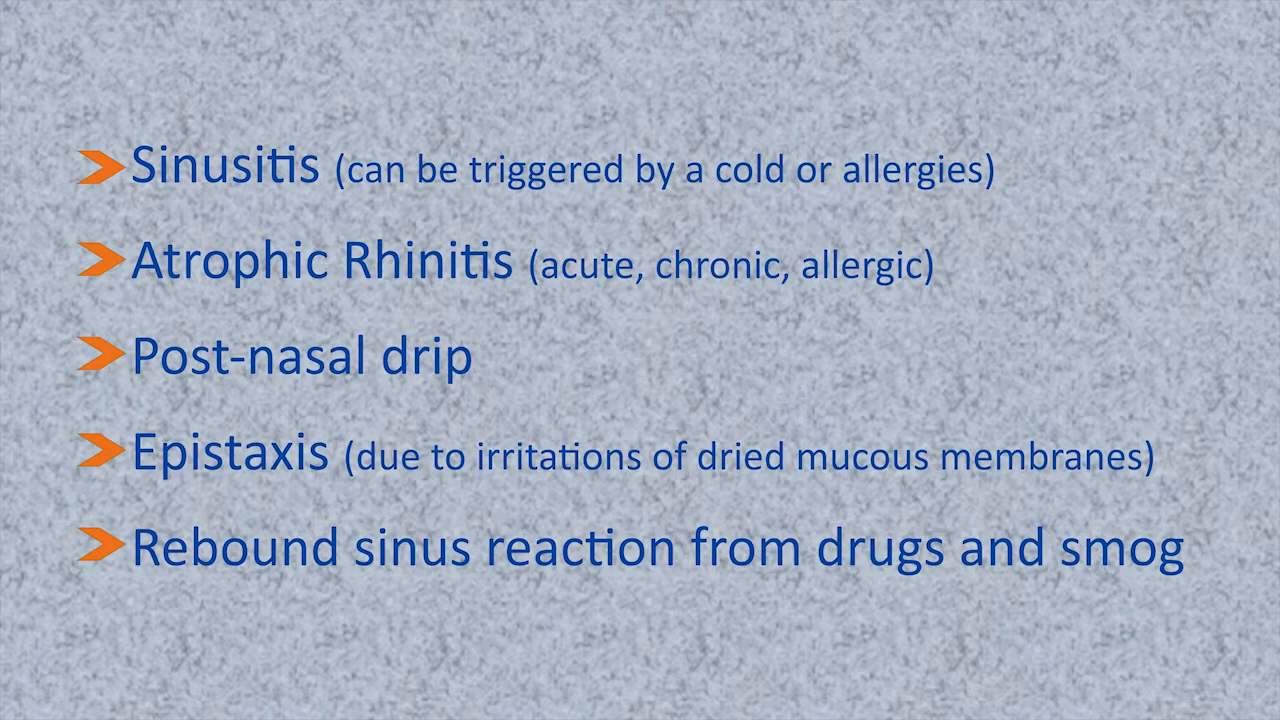 Sinusitis (can be triggered by a cold or allergies)
Atrophic Rhinitis (acute, chronic, allergic)
Post-nasal drip
Epistaxis (due to irritations of dried mucous membranes)
Rebound sinus reaction from drugs and smog